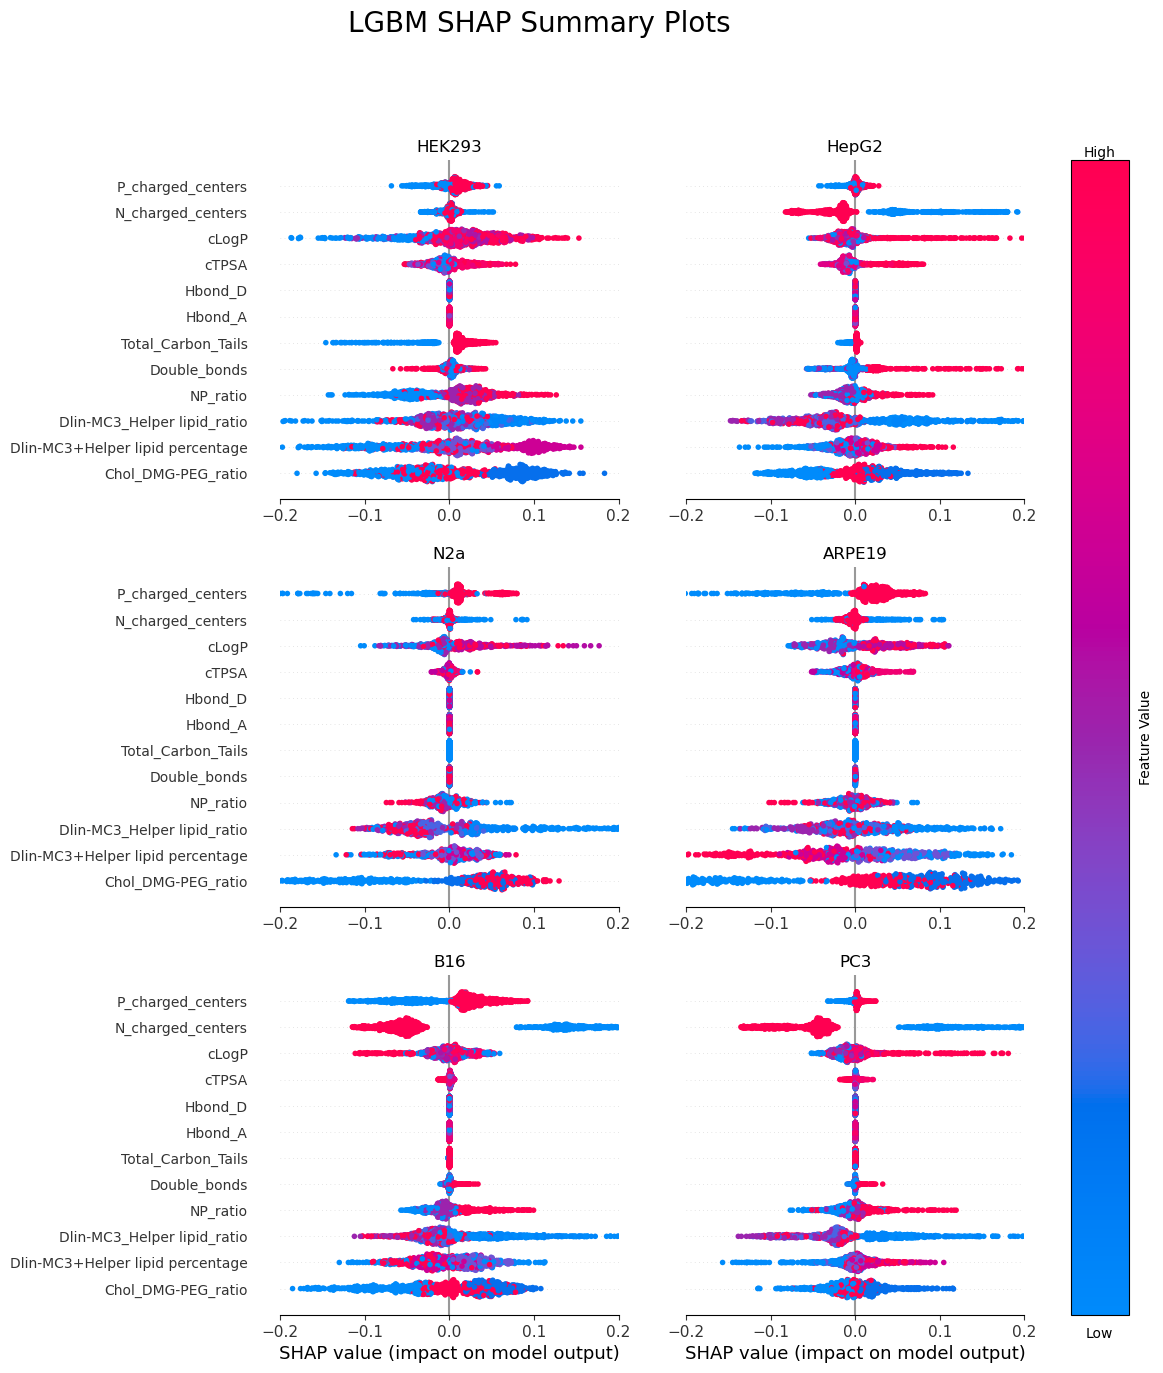 LGBM SHAP Summary Plots
HEK293
HepG2
High
P_charged_centers
N_charged_centers
cLogP
cTPSA
Hbond_D
Hbond_A
Total_Carbon_Tails
Double_bonds
NP_ratio
Dlin-MC3_Helper lipid_ratio
Dlin-MC3+Helper lipid percentage
Chol_DMG-PEG_ratio
−0.2 −0.1 0.0 0.1 0.2
−0.2 −0.1 0.0 0.1 0.2
N2a
ARPE19
P_charged_centers
N_charged_centers
cLogP
cTPSA
Hbond_D
Hbond_A
Total_Carbon_Tails
Double_bonds
NP_ratio
Dlin-MC3_Helper lipid_ratio
Dlin-MC3+Helper lipid percentage
Chol_DMG-PEG_ratio
−0.2 −0.1 0.0 0.1 0.2
−0.2 −0.1 0.0 0.1 0.2
Feature Value
B16
PC3
P_charged_centers
N_charged_centers
cLogP
cTPSA
Hbond_D
Hbond_A
Total_Carbon_Tails
Double_bonds
NP_ratio
Dlin-MC3_Helper lipid_ratio
Dlin-MC3+Helper lipid percentage
Chol_DMG-PEG_ratio
−0.2 −0.1 0.0 0.1 0.2
−0.2 −0.1 0.0 0.1 0.2
Low
SHAP value (impact on model output)
SHAP value (impact on model output)